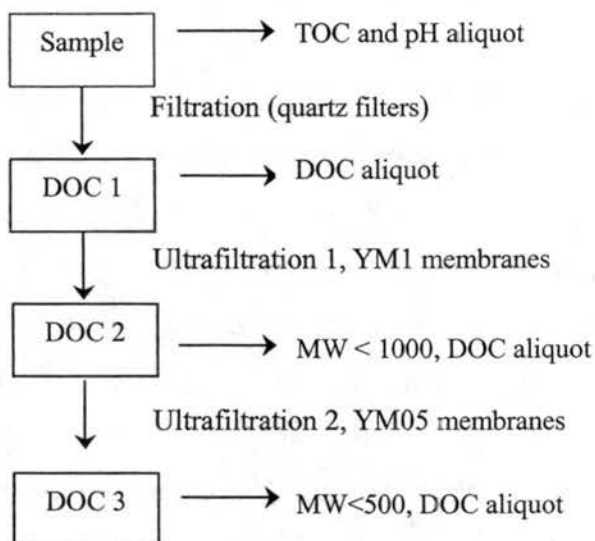 Sample
TOC and pH aliquot
Filtration (quartz filters)
DOC 1
DOC aliquot
Ultrafiltration 1, YM1 membranes
DOC 2
MW < 1000, DOC aliquot
Ultrafiltration 2, YM05 membranes
DOC 3
MW<500, DOC aliquot